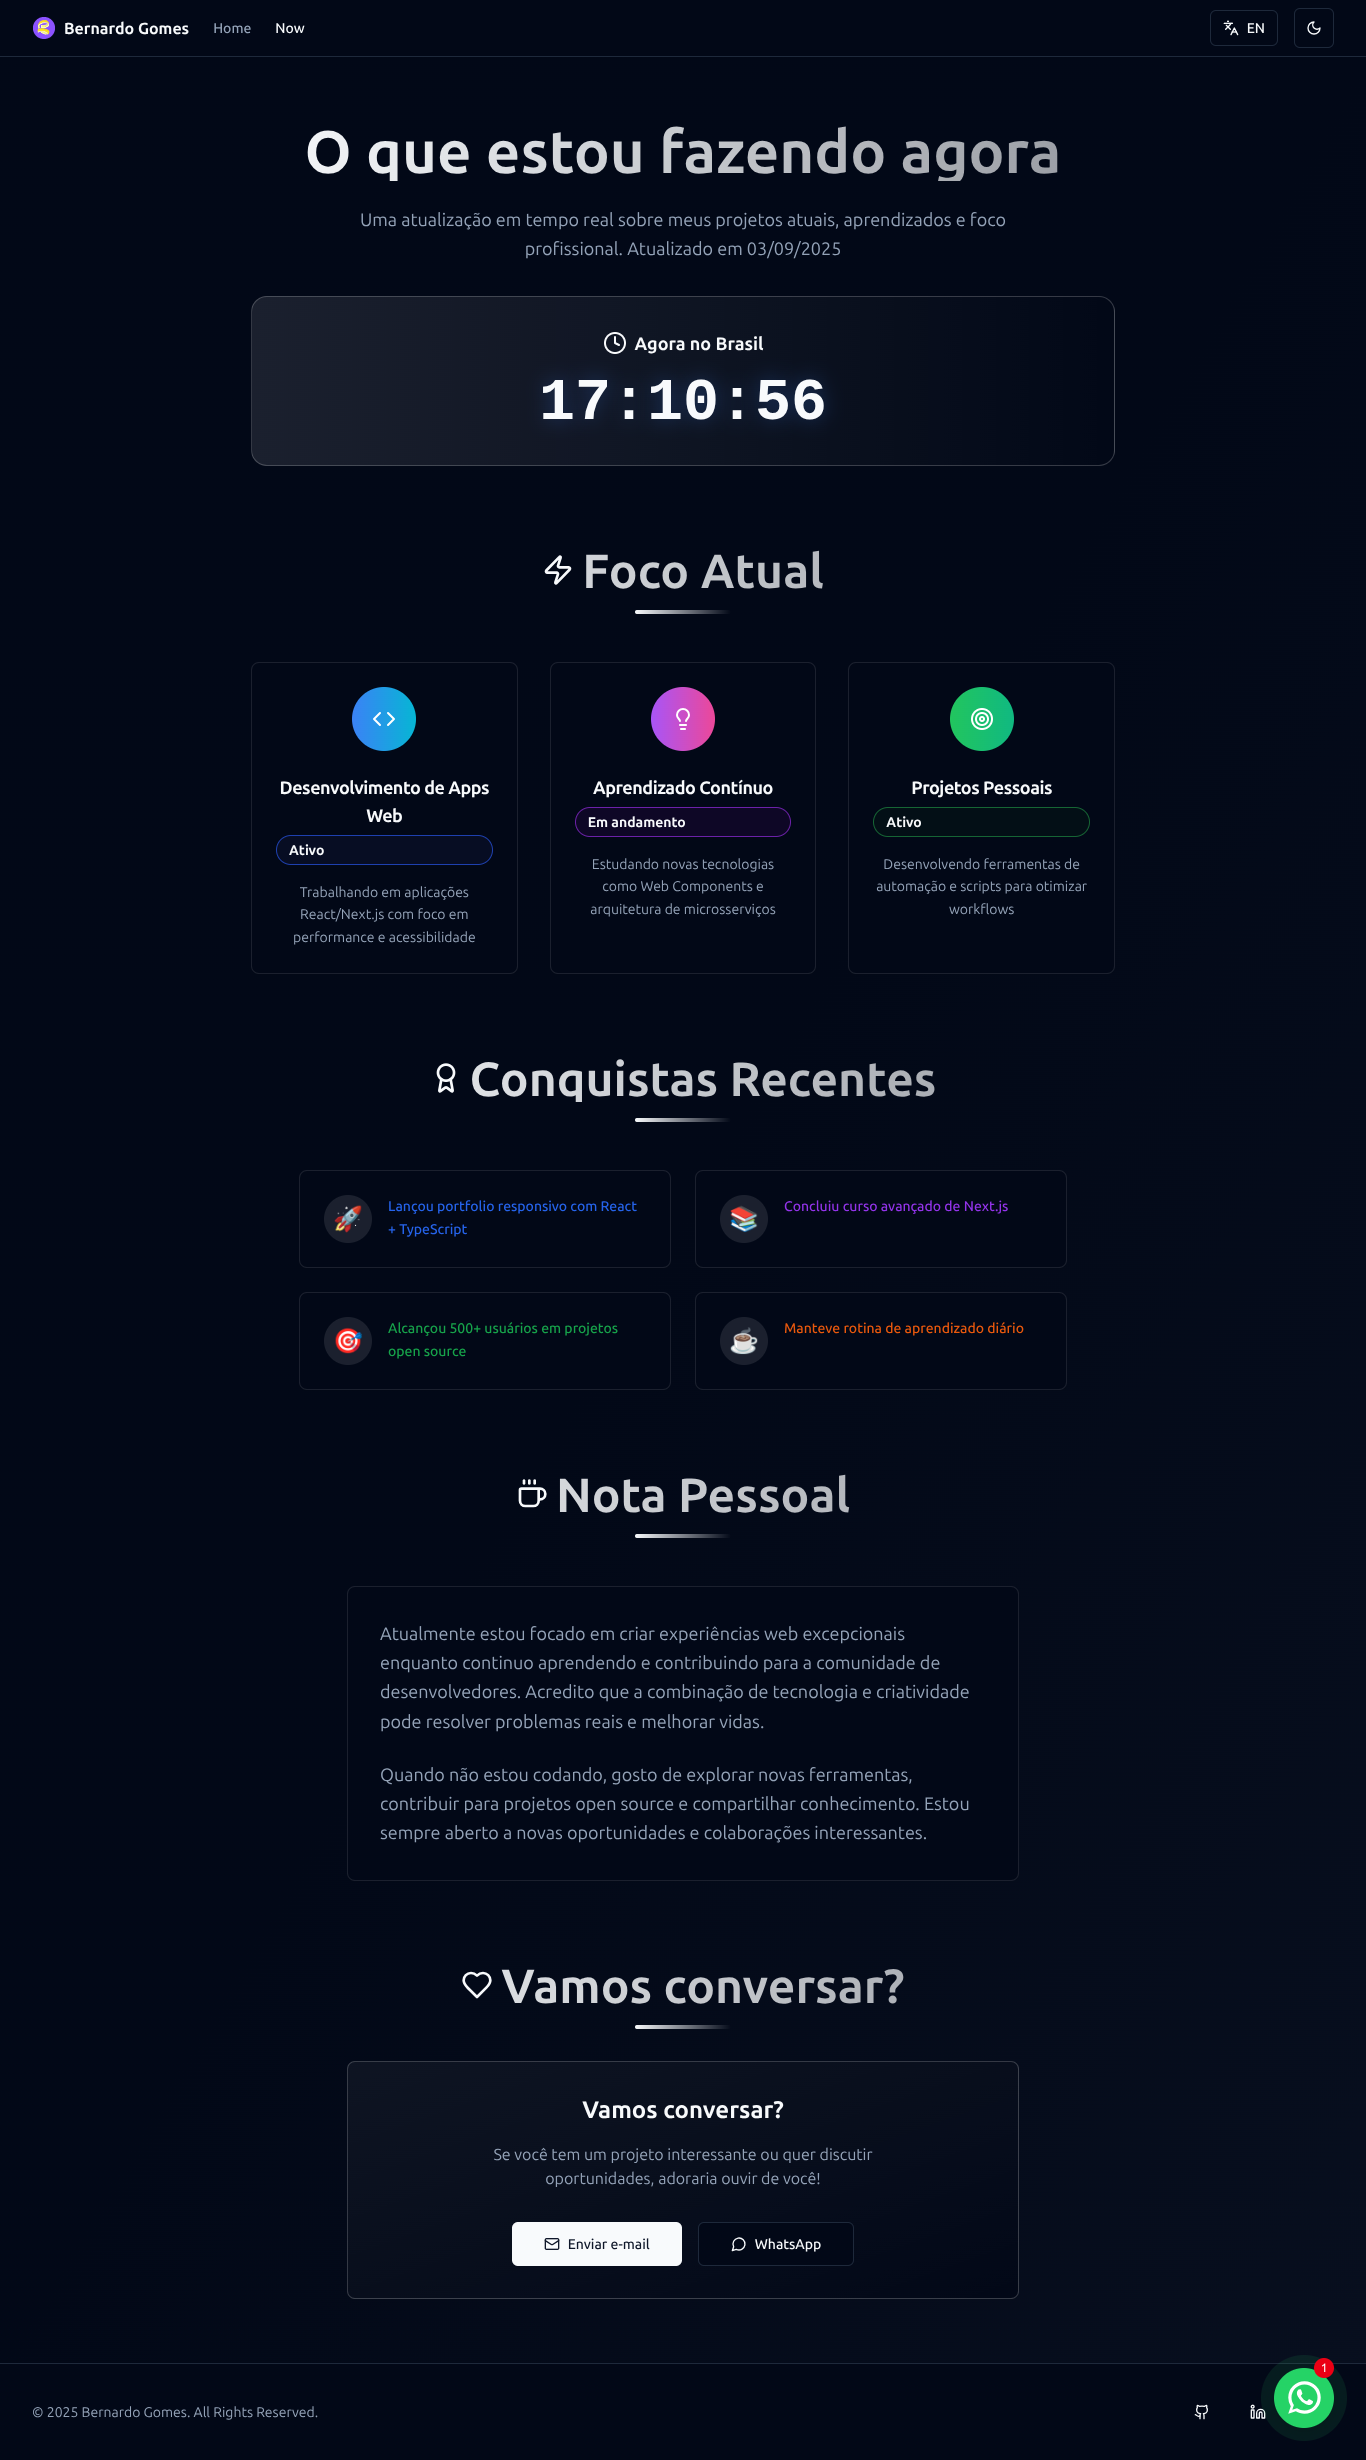 Bernardo Gomes
Home
Now
EN
O que estou fazendo agora
Uma atualização em tempo real sobre meus projetos atuais, aprendizados e foco
profissional. Atualizado em 03/09/2025
Agora no Brasil
17:10:56
Foco Atual
Desenvolvimento de Apps
Web
Ativo
Trabalhando em aplicações
React/Next.js com foco em
performance e acessibilidade
Aprendizado Contínuo
Em andamento
Estudando novas tecnologias
como Web Components e
arquitetura de microsserviços
Projetos Pessoais
Ativo
Desenvolvendo ferramentas de
automação e scripts para otimizar
workflows
Conquistas Recentes
Lançou portfolio responsivo com React
+ TypeScript
Concluiu curso avançado de Next.js
Alcançou 500+ usuários em projetos
open source
Manteve rotina de aprendizado diário
Nota Pessoal
Atualmente estou focado em criar experiências web excepcionais
enquanto continuo aprendendo e contribuindo para a comunidade de
desenvolvedores. Acredito que a combinação de tecnologia e criatividade
pode resolver problemas reais e melhorar vidas.
Quando não estou codando, gosto de explorar novas ferramentas,
contribuir para projetos open source e compartilhar conhecimento. Estou
sempre aberto a novas oportunidades e colaborações interessantes.
Vamos conversar?
Vamos conversar?
Se você tem um projeto interessante ou quer discutir
oportunidades, adoraria ouvir de você!
Enviar e-mail
WhatsApp
1
© 2025 Bernardo Gomes. All Rights Reserved.